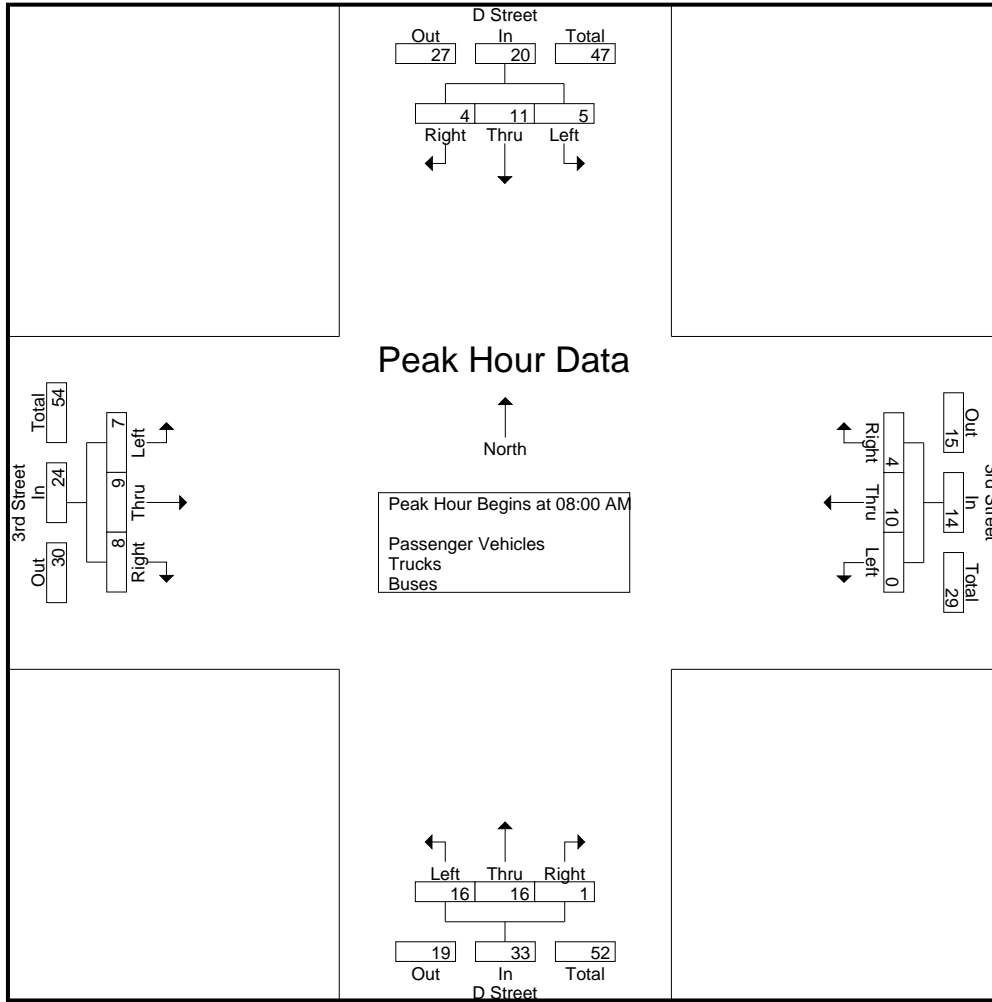 D Street
Out In Total
27 20 47
4 11 5
Right Thru Left
Peak Hour Data
North
Peak Hour Begins at 08:00 AM
Passenger Vehicles
Trucks
Buses
3rd Street
Out In Total
30 24 54
8 9 7
Right Thru Left
3rd Street
Out In Total
15 14 29
4 10 0
Right Thru Left
Left Thru Right
16 16 1
19 33 52
Out In Total
D Street